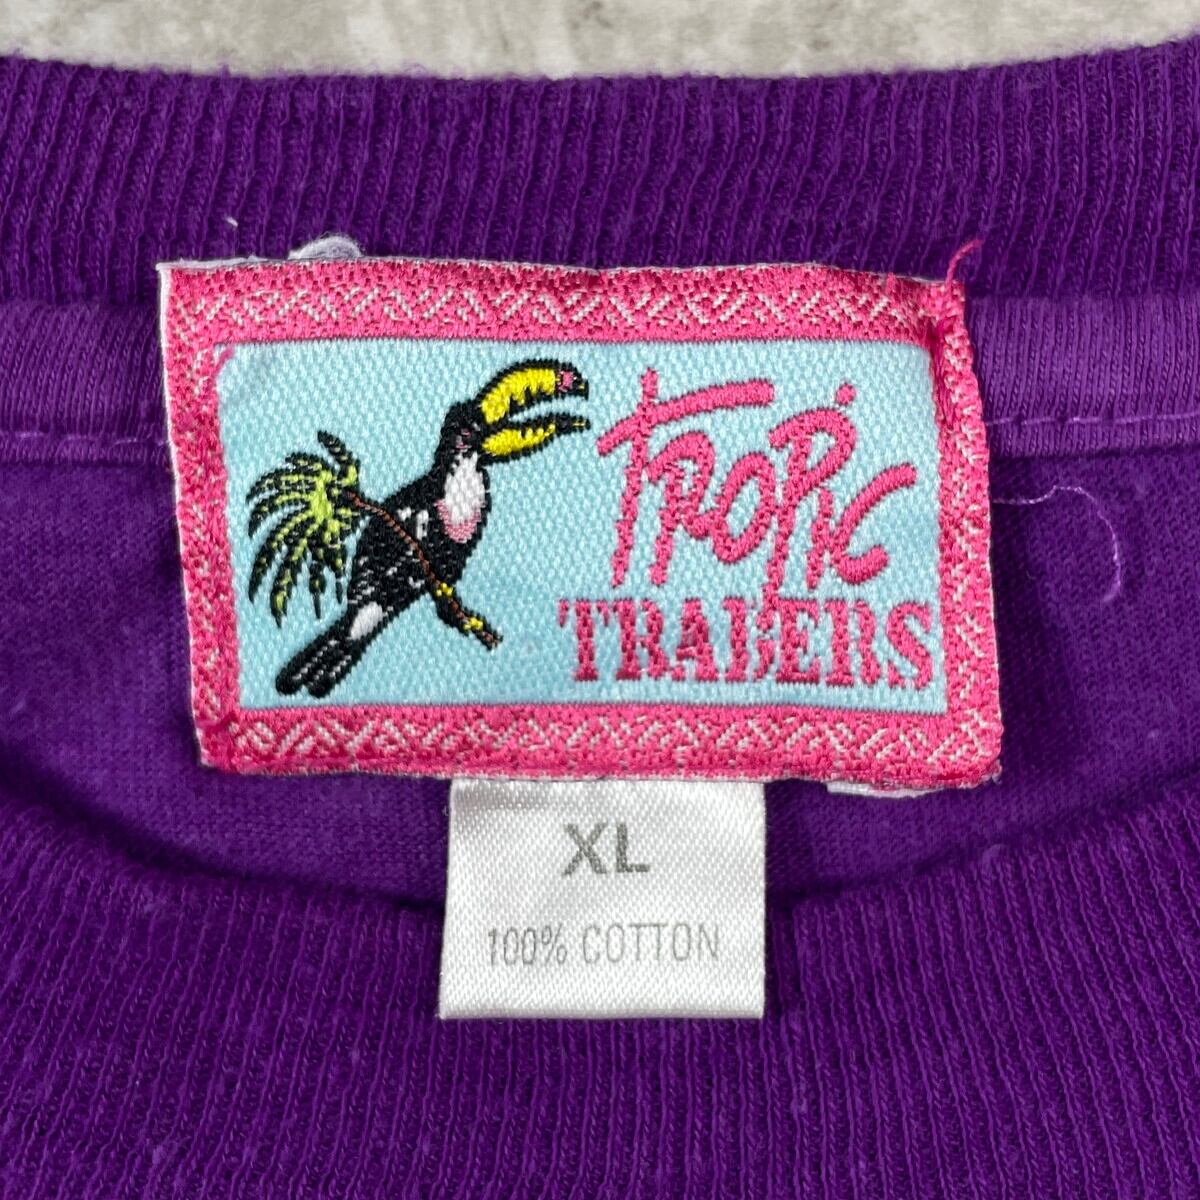 TROPIC
TRADERS
XL
100% COTTON